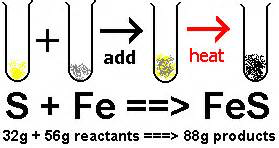 + add heat
S + Fe ==> FeS
32g + 56g reactants ===> 88g products